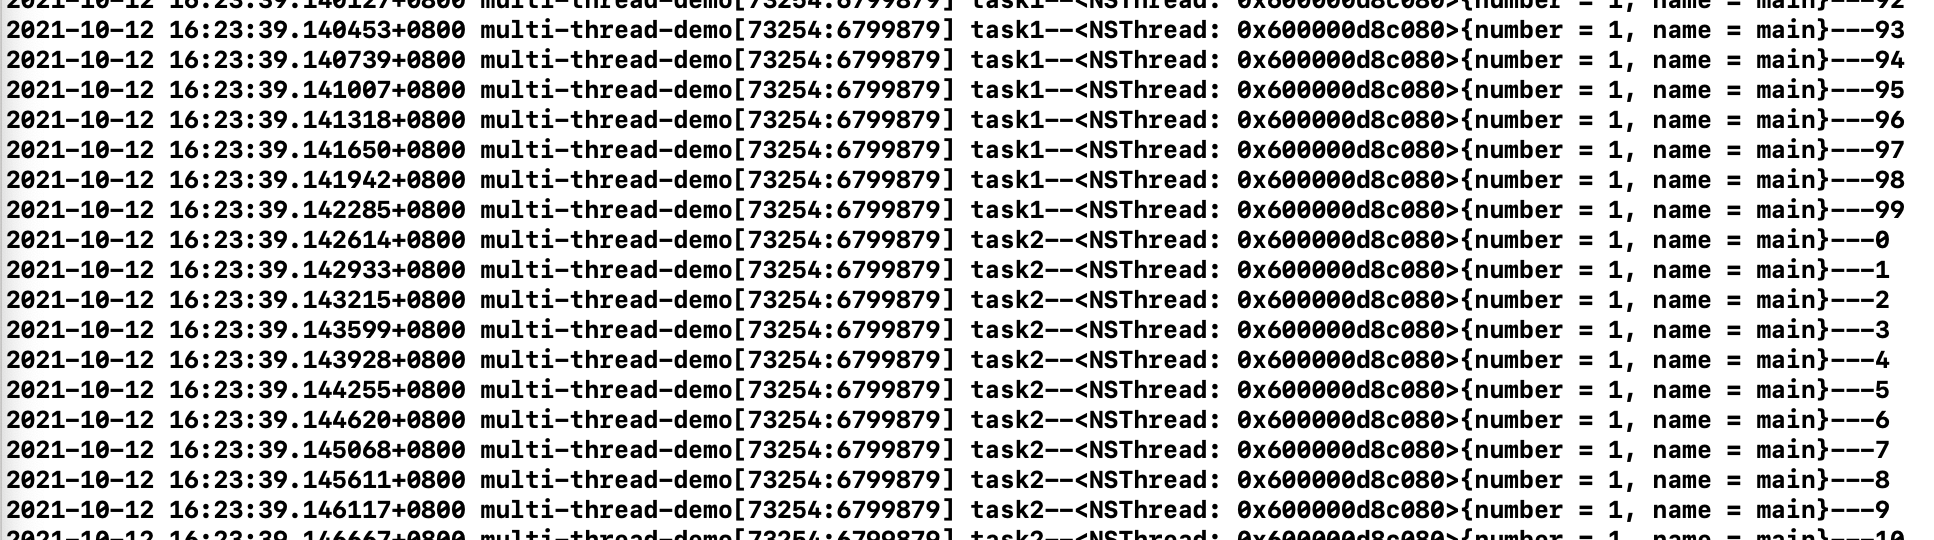 2021-10-12 16:23:39.140127+0800 multi-thread-demo[73254:6799879] task1--<NSThread: 0x600000d8c080>{number = 1, name = main}---92
2021-10-12 16:23:39.140453+0800 multi-thread-demo[73254:6799879] task1--<NSThread: 0x600000d8c080>{number = 1, name = main}---93
2021-10-12 16:23:39.140739+0800 multi-thread-demo[73254:6799879] task1--<NSThread: 0x600000d8c080>{number = 1, name = main}---94
2021-10-12 16:23:39.141007+0800 multi-thread-demo[73254:6799879] task1--<NSThread: 0x600000d8c080>{number = 1, name = main}---95
2021-10-12 16:23:39.141318+0800 multi-thread-demo[73254:6799879] task1--<NSThread: 0x600000d8c080>{number = 1, name = main}---96
2021-10-12 16:23:39.141650+0800 multi-thread-demo[73254:6799879] task1--<NSThread: 0x600000d8c080>{number = 1, name = main}---97
2021-10-12 16:23:39.141942+0800 multi-thread-demo[73254:6799879] task1--<NSThread: 0x600000d8c080>{number = 1, name = main}---98
2021-10-12 16:23:39.142285+0800 multi-thread-demo[73254:6799879] task1--<NSThread: 0x600000d8c080>{number = 1, name = main}---99
2021-10-12 16:23:39.142614+0800 multi-thread-demo[73254:6799879] task2--<NSThread: 0x600000d8c080>{number = 1, name = main}---0
2021-10-12 16:23:39.142933+0800 multi-thread-demo[73254:6799879] task2--<NSThread: 0x600000d8c080>{number = 1, name = main}---1
2021-10-12 16:23:39.143215+0800 multi-thread-demo[73254:6799879] task2--<NSThread: 0x600000d8c080>{number = 1, name = main}---2
2021-10-12 16:23:39.143599+0800 multi-thread-demo[73254:6799879] task2--<NSThread: 0x600000d8c080>{number = 1, name = main}---3
2021-10-12 16:23:39.143928+0800 multi-thread-demo[73254:6799879] task2--<NSThread: 0x600000d8c080>{number = 1, name = main}---4
2021-10-12 16:23:39.144255+0800 multi-thread-demo[73254:6799879] task2--<NSThread: 0x600000d8c080>{number = 1, name = main}---5
2021-10-12 16:23:39.144620+0800 multi-thread-demo[73254:6799879] task2--<NSThread: 0x600000d8c080>{number = 1, name = main}---6
2021-10-12 16:23:39.145068+0800 multi-thread-demo[73254:6799879] task2--<NSThread: 0x600000d8c080>{number = 1, name = main}---7
2021-10-12 16:23:39.145611+0800 multi-thread-demo[73254:6799879] task2--<NSThread: 0x600000d8c080>{number = 1, name = main}---8
2021-10-12 16:23:39.146117+0800 multi-thread-demo[73254:6799879] task2--<NSThread: 0x600000d8c080>{number = 1, name = main}---9
2021-10-12 16:23:39.146667+0800 multi-thread-demo[73254:6799879] task2--<NSThread: 0x600000d8c080>{number = 1, name = main}---10